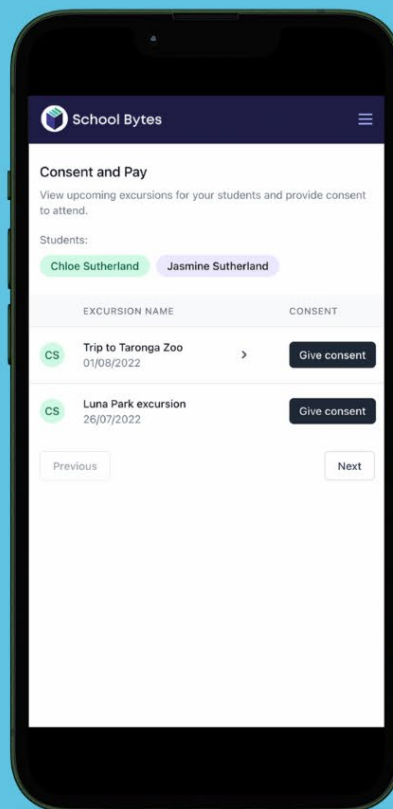 School Bytes
Consent and Pay
View upcoming excursions for your students and provide consent
to attend.
Students:
Chloe Sutherland Jasmine Sutherland
EXCURSION NAME CONSENT
CS Trip to Taronga Zoo Give consent
01/08/2022
CS Luna Park excursion Give consent
26/07/2022
Previous Next